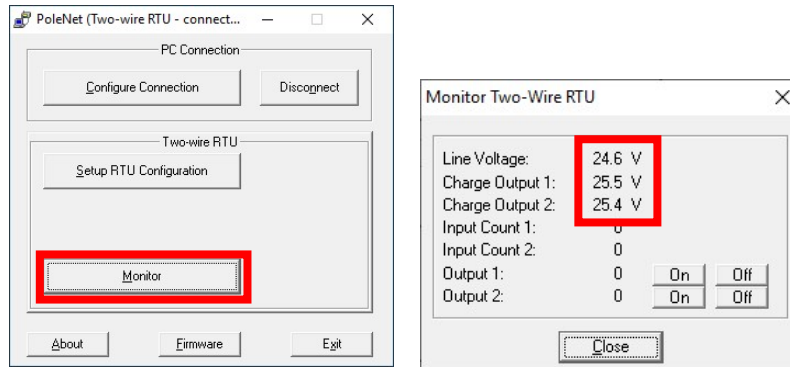 PoleNet (Two-wire RTU - connect...
PC Connection
Configure Connection
Disconnect
Two-wire RTU
Setup RTU Configuration
Monitor
About
Firmware
Exit
Monitor Two-Wire RTU
Line Voltage: 24.6 V
Charge Output 1: 25.5 V
Charge Output 2: 25.4 V
Input Count 1: 0
Input Count 2: 0
Output 1: 0 On Off
Output 2: 0 On Off
Close